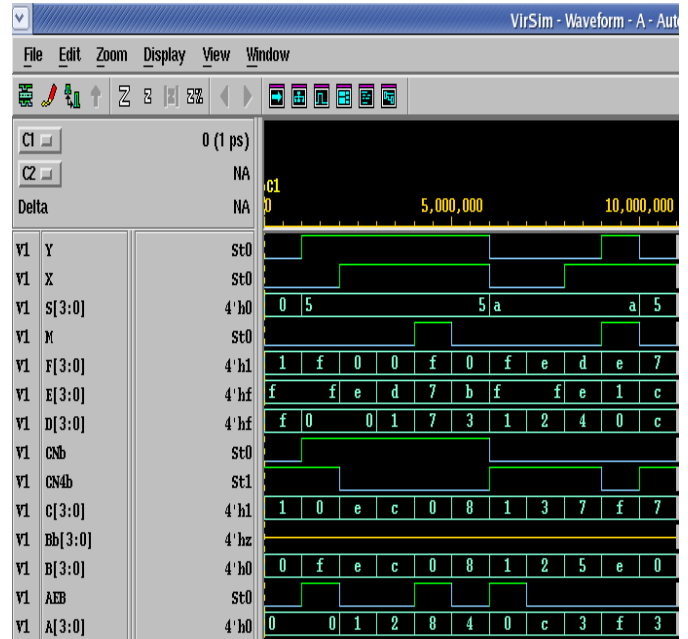 VirSim - Waveform - A - Aut
File Edit Zoom Display View Window
Z 2 |2| 2%
C1 0 (1 ps)
C2 NA
Delta NA
C1
0 5,000,000 10,000,000
V1 Y St0
V1 X St0
V1 S[3:0] 4'h0 0 5 5 a a 5
V1 M St0
V1 F[3:0] 4'h1 1 f 0 0 f 0 f e d e 7
V1 E[3:0] 4'hf f f e d 7 b f f e 1 c
V1 D[3:0] 4'hf f 0 0 1 7 3 1 2 4 0 c
V1 CNb St0
V1 CN4b St1
V1 C[3:0] 4'h1 1 0 e c 0 8 1 3 7 f 7
V1 Bb[3:0] 4'hz
V1 B[3:0] 4'h0 0 f e c 0 8 1 2 5 e 0
V1 AEB St0
V1 A[3:0] 4'h0 0 0 1 2 8 4 0 c 3 f 3